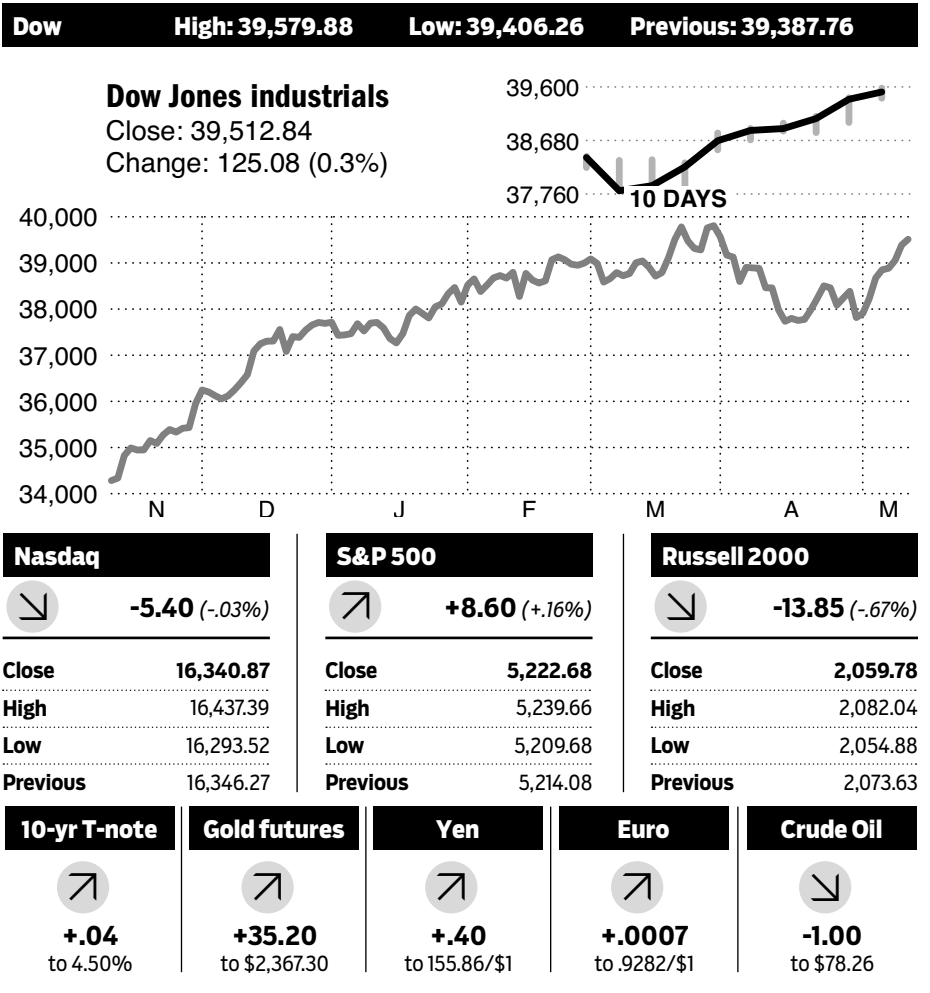 Dow High: 39,579.88 Low: 39,406.26 Previous: 39,387.76
Dow Jones industrials
Close: 39,512.84
Change: 125.08 (0.3%)
39,600
38,680
37,760
10 DAYS
40,000
39,000
38,000
37,000
36,000
35,000
34,000
N D J F M A M
Nasdaq
-5.40 (-.03%)
Close 16,340.87
High 16,437.39
Low 16,293.52
Previous 16,346.27
S&P 500
+8.60 (+.16%)
Close 5,222.68
High 5,239.66
Low 5,209.68
Previous 5,214.08
Russell 2000
-13.85 (-.67%)
Close 2,059.78
High 2,082.04
Low 2,054.88
Previous 2,073.63
10-yr T-note
+.04
to 4.50%
Gold futures
+35.20
to $2,367.30
Yen
+.40
to 155.86/$1
Euro
+.0007
to .9282/$1
Crude Oil
-1.00
to $78.26